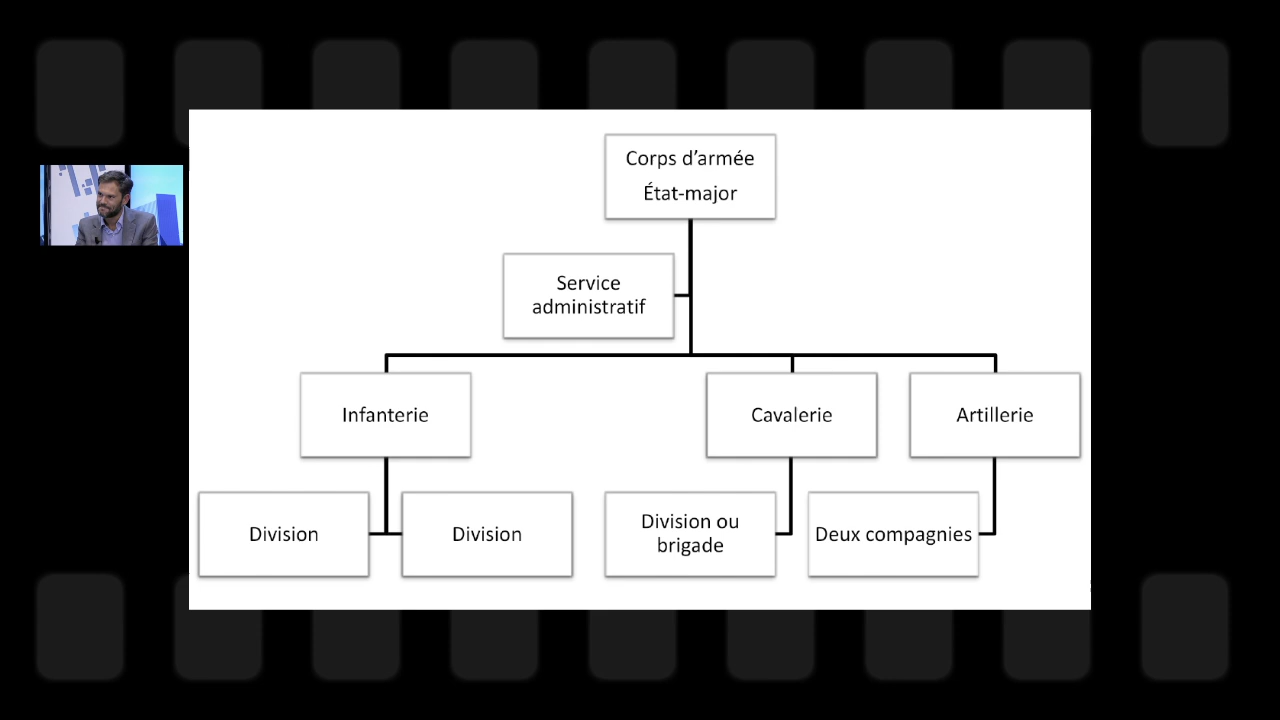 Corps d’armée
État-major
Service
administratif
Infanterie
Cavalerie
Artillerie
Division
Division
Division ou
brigade
Deux compagnies